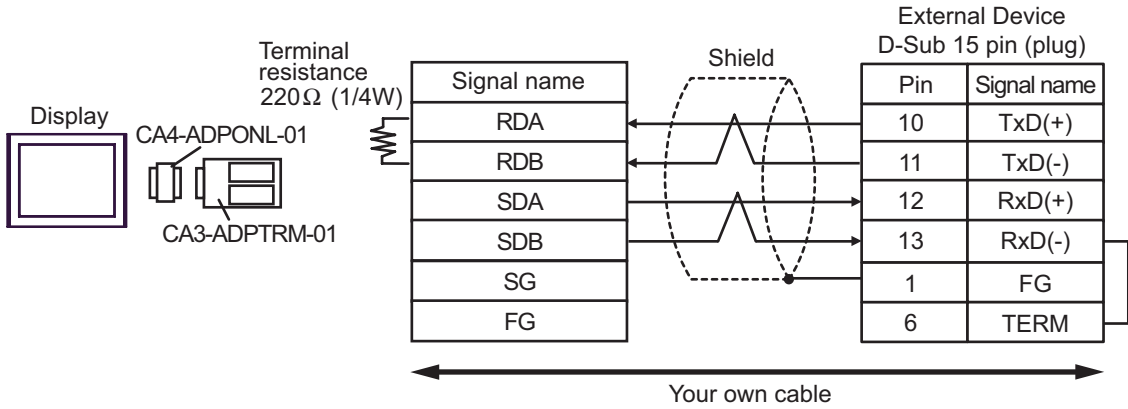 External Device
D-Sub 15 pin (plug)
Terminal
resistance
220Ω (1/4W)
Shield
Display
CA4-ADPONL-01
CA3-ADPTRM-01
Signal name
RDA
RDB
SDA
SDB
SG
FG
Pin Signal name
10 TxD(+)
11 TxD(-)
12 RxD(+)
13 RxD(-)
1 FG
6 TERM
Your own cable